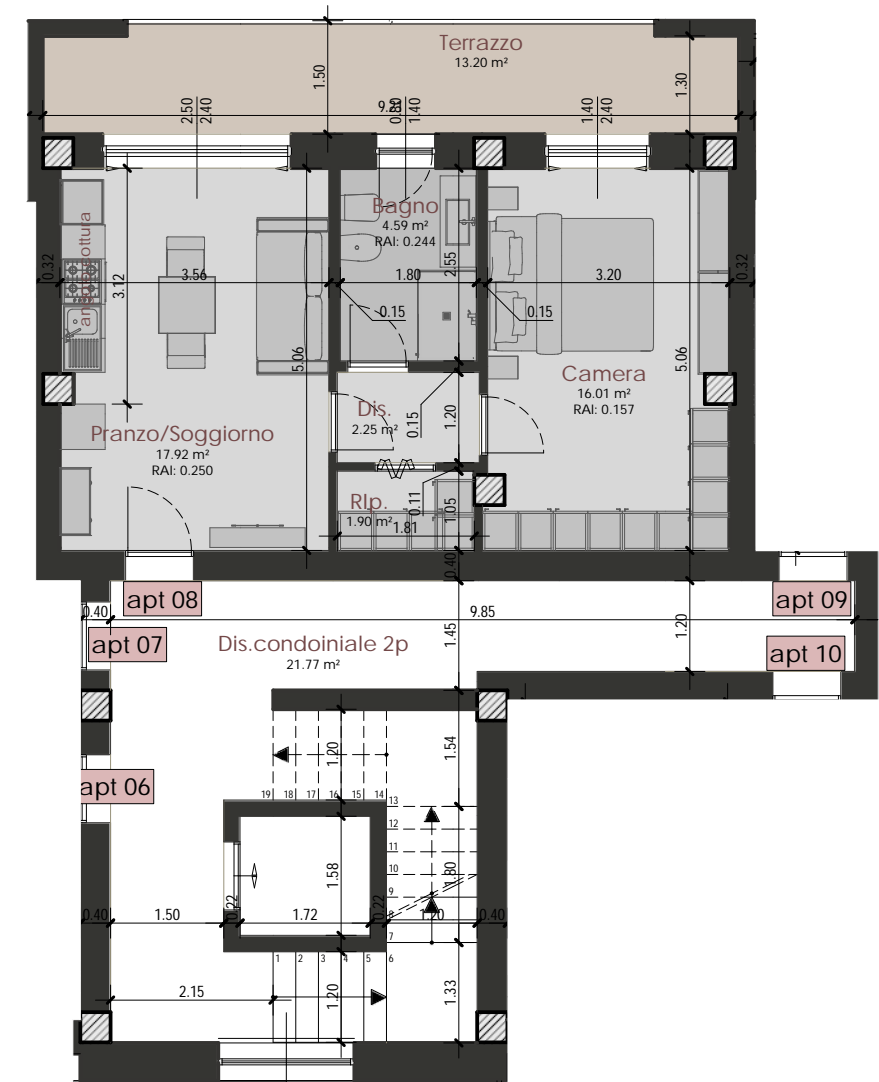 Terrazzo
13.20 m²
1.50
1.30
2.50
2.40
0.80
1.40
1.40
2.40
Bagno
4.59 m²
RAI: 0.244
0.32
3.12
3.56
1.80
2.55
3.20
0.32
0.15
0.15
5.06
5.06
Camera
16.01 m²
RAI: 0.157
Dis.
2.25 m²
0.15
1.20
Pranzo/Soggiorno
17.92 m²
RAI: 0.250
RIp.
1.90 m²
1.81
0.11
1.05
0.40
apt 08
apt 09
0.40
9.85
apt 07
Dis.condoiniale 2p
21.77 m²
1.45
1.20
apt 10
1.20
1.54
apt 06
19 18 17 16 15 14
13
12
11
10
9
8
7
1.80
1.58
0.40
1.50
0.22
1.72
0.22
1.20
0.40
1 2 3 4 5 6
2.15
1.20
1.33